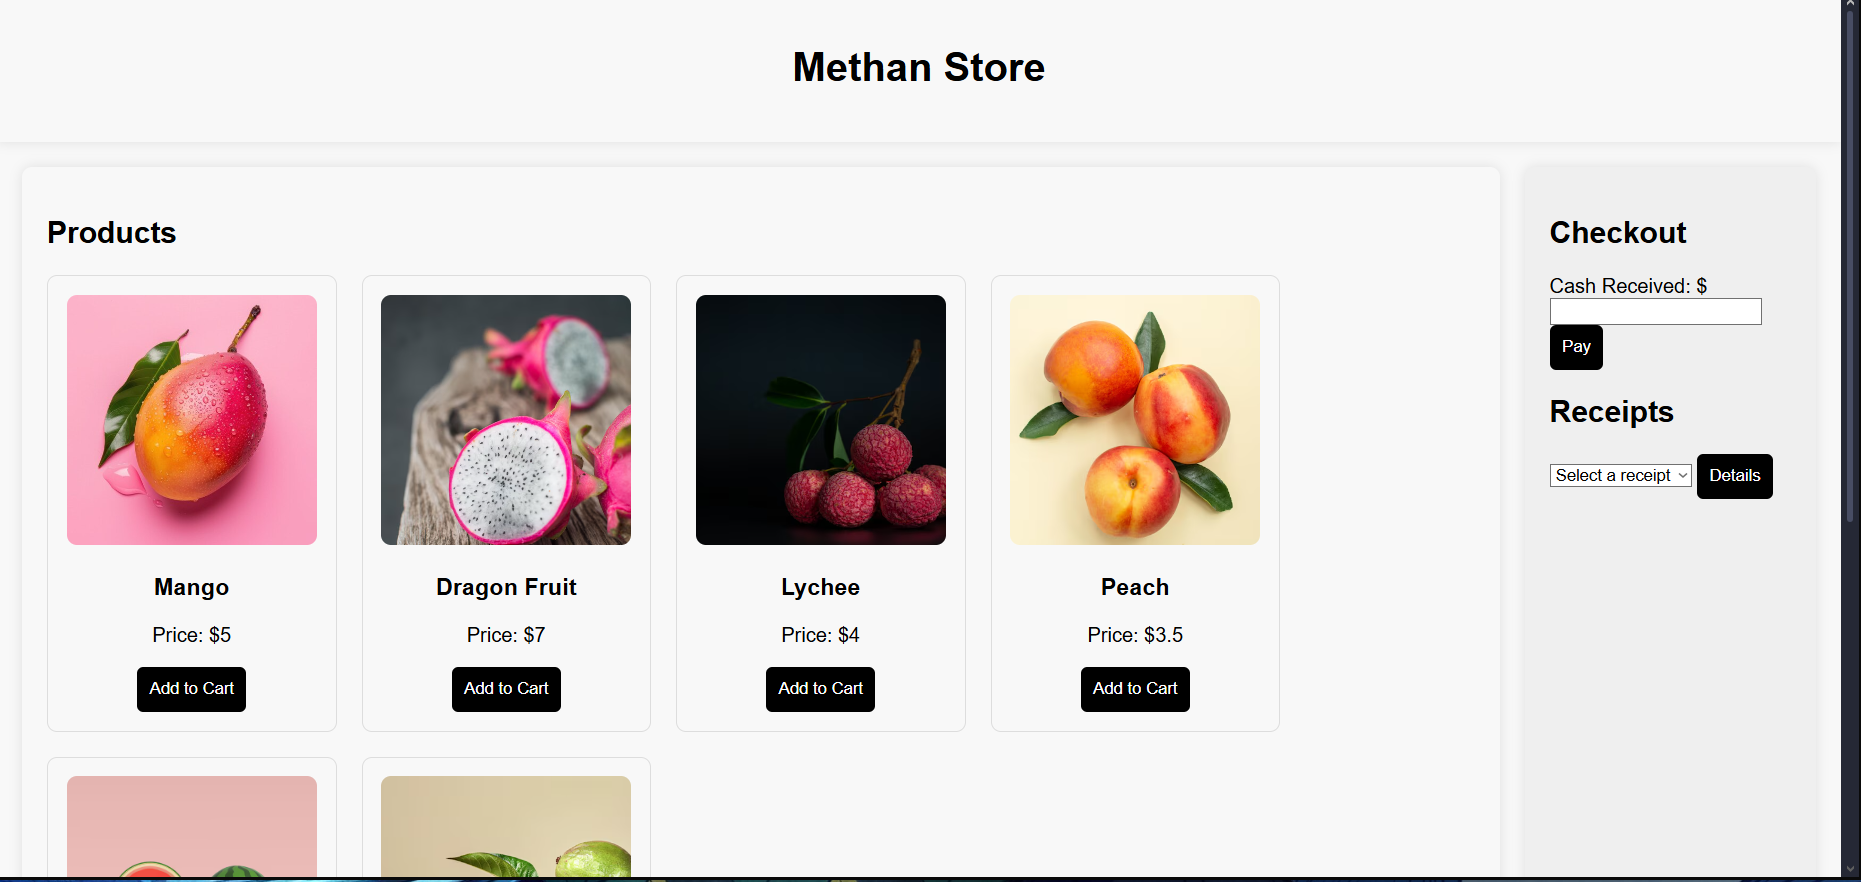 Methan Store
Products
Mango
Price: $5
Add to Cart
Dragon Fruit
Price: $7
Add to Cart
Lychee
Price: $4
Add to Cart
Peach
Price: $3.5
Add to Cart
Checkout
Cash Received: $
Pay
Receipts
Select a receipt
Details